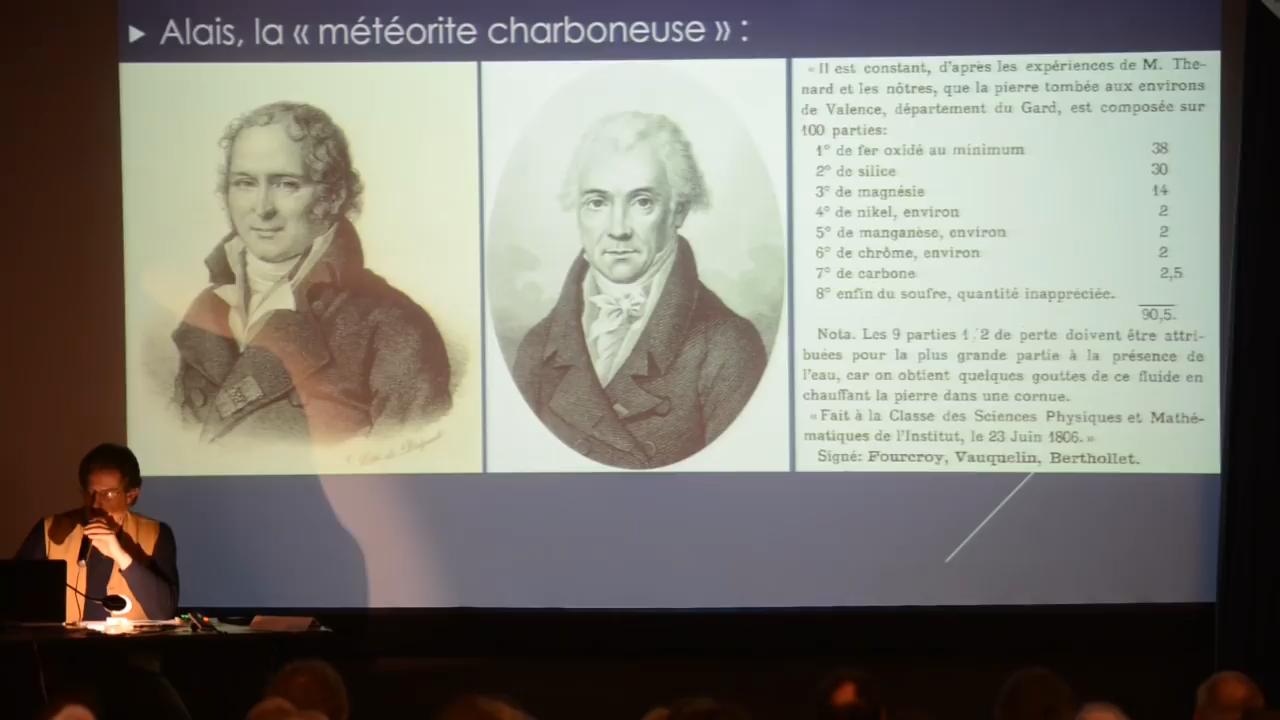 ► Alais, la « météorite charboneuse » :
« Il est constant, d'après les expériences de M. The-
nard et les nôtres, que la pierre tombée aux environs
de Valence, département du Gard, est composée sur
100 parties:
1° de fer oxidé au minimum 38
2° de silice 30
3° de magnésie 14
4° de nikel, environ 2
5° de manganèse, environ 2
6° de chrôme, environ 2
7° de carbone 2,5
8° enfin du soufre, quantité inappréciée.
90,5.
Nota. Les 9 parties 1/2 de perte doivent être attri-
buées pour la plus grande partie à la présence de
l'eau, car on obtient quelques gouttes de ce fluide en
chauffant la pierre dans une cornue.
« Fait à la Classe des Sciences Physiques et Mathé-
matiques de l'Institut, le 23 Juin 1806. »
Signé: Fourcroy, Vauquelin, Berthollet.